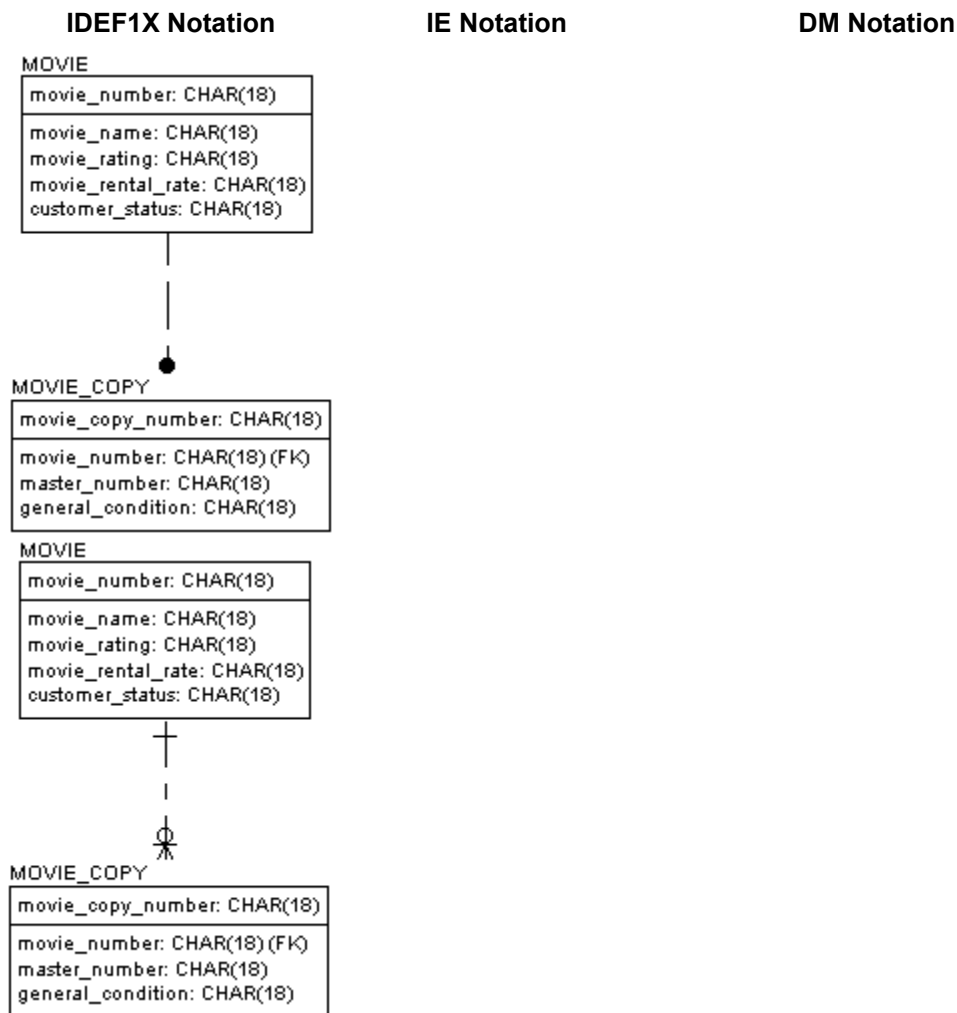 IDEF1X Notation IE Notation DM Notation
MOVIE
movie_number: CHAR(18)
movie_name: CHAR(18)
movie_rating: CHAR(18)
movie_rental_rate: CHAR(18)
customer_status: CHAR(18)
MOVIE_COPY
movie_copy_number: CHAR(18)
movie_number: CHAR(18) (FK)
master_number: CHAR(18)
general_condition: CHAR(18)
MOVIE
movie_number: CHAR(18)
movie_name: CHAR(18)
movie_rating: CHAR(18)
movie_rental_rate: CHAR(18)
customer_status: CHAR(18)
MOVIE_COPY
movie_copy_number: CHAR(18)
movie_number: CHAR(18) (FK)
master_number: CHAR(18)
general_condition: CHAR(18)